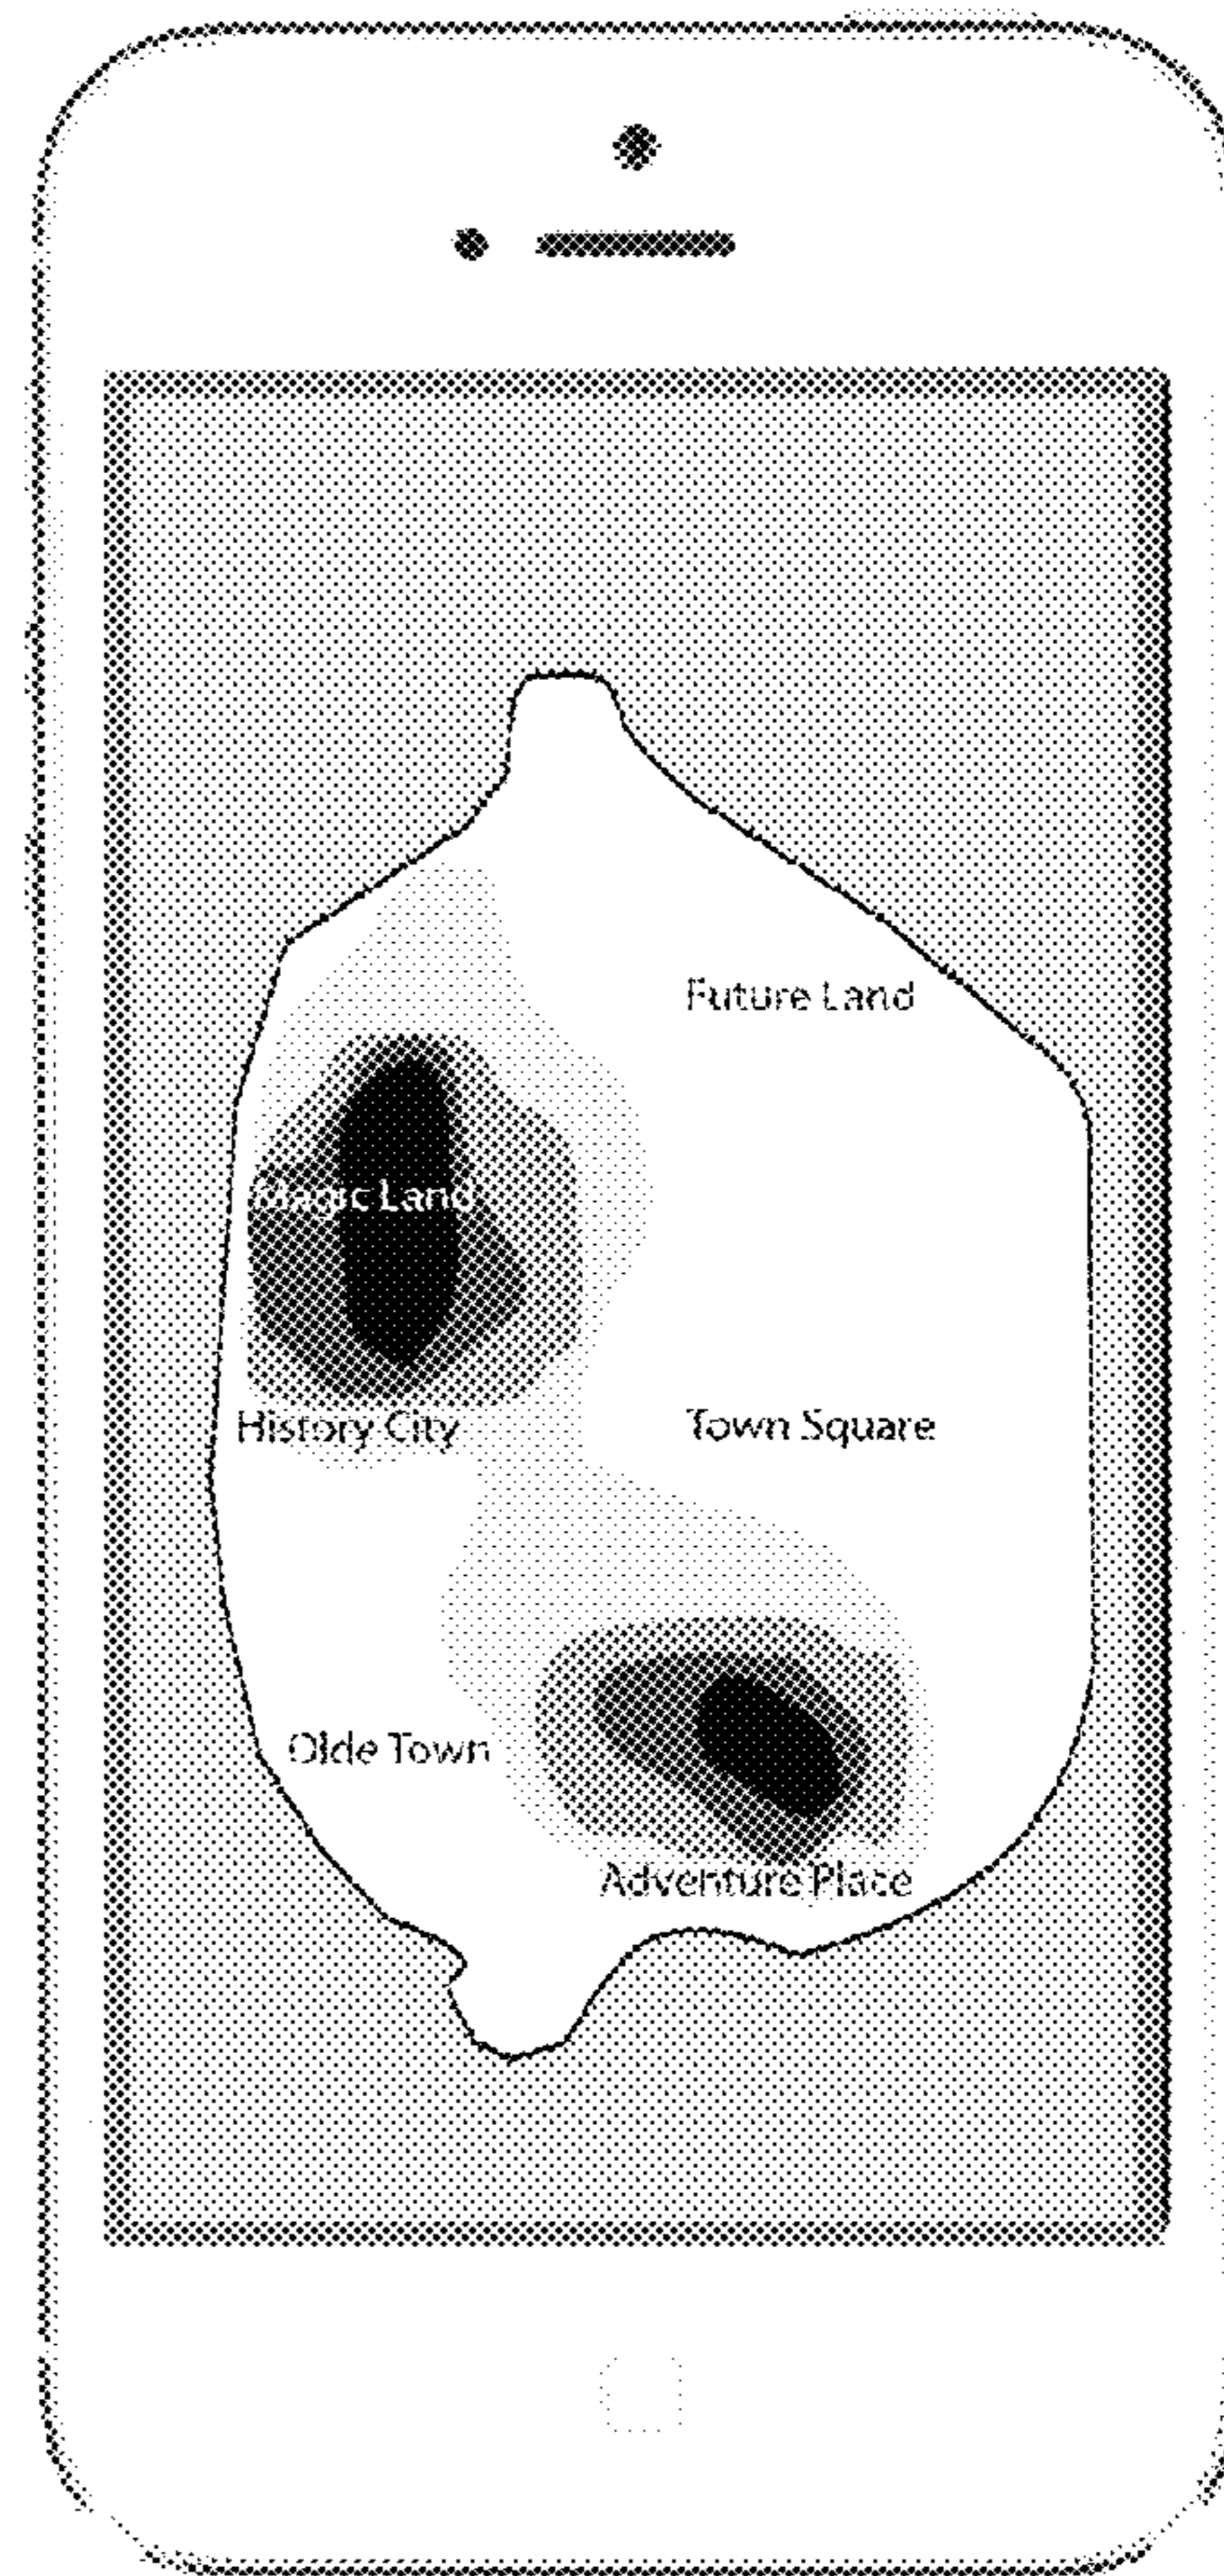 Future Land
Magic Land
History City
Town Square
Olde Town
Adventure Place